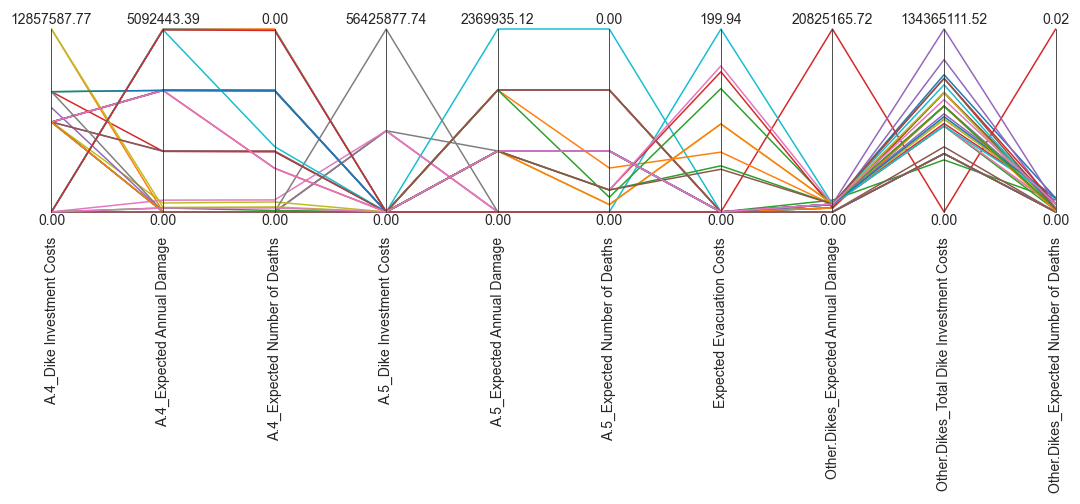 12857587.77 5092443.39 0.00 56425877.74 2369935.12 0.00 199.94 20825165.72 134365111.52 0.02
0.00 0.00 0.00 0.00 0.00 0.00 0.00 0.00 0.00 0.00
A.4_Dike Investment Costs
A.4_Expected Annual Damage
A.4_Expected Number of Deaths
A.5_Dike Investment Costs
A.5_Expected Annual Damage
A.5_Expected Number of Deaths
Expected Evacuation Costs
Other.Dikes_Expected Annual Damage
Other.Dikes_Total Dike Investment Costs
Other.Dikes_Expected Number of Deaths